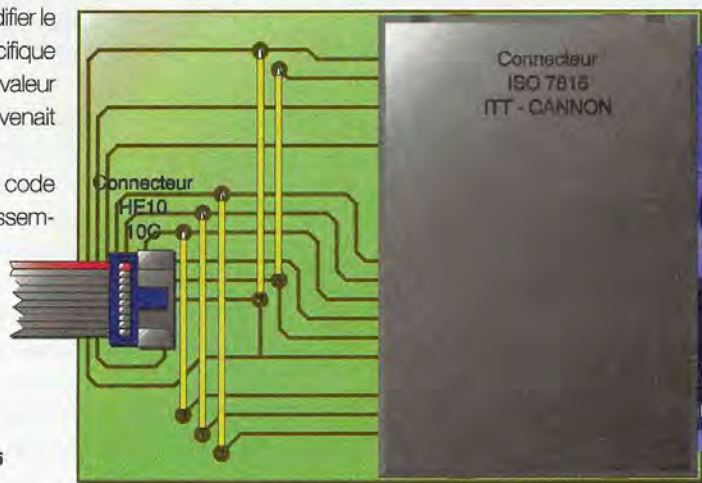 difier le
cifique
valeur
venait
code
ssem-
Connecteur
ISO 7816
ITT - CANNON
Connecteur
HE10
10C